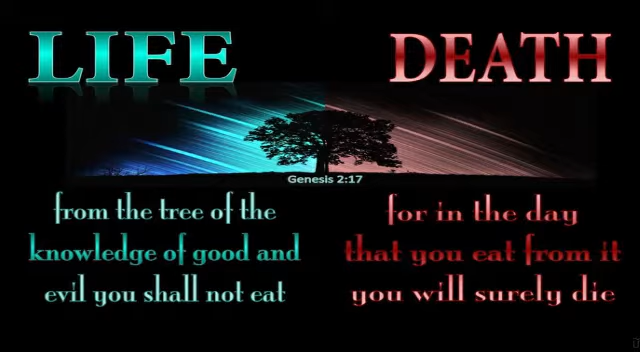 LIFE
DEATH
Genesis 2:17
from the tree of the
knowledge of good and
evil you shall not eat
for in the day
that you eat from it
you will surely die